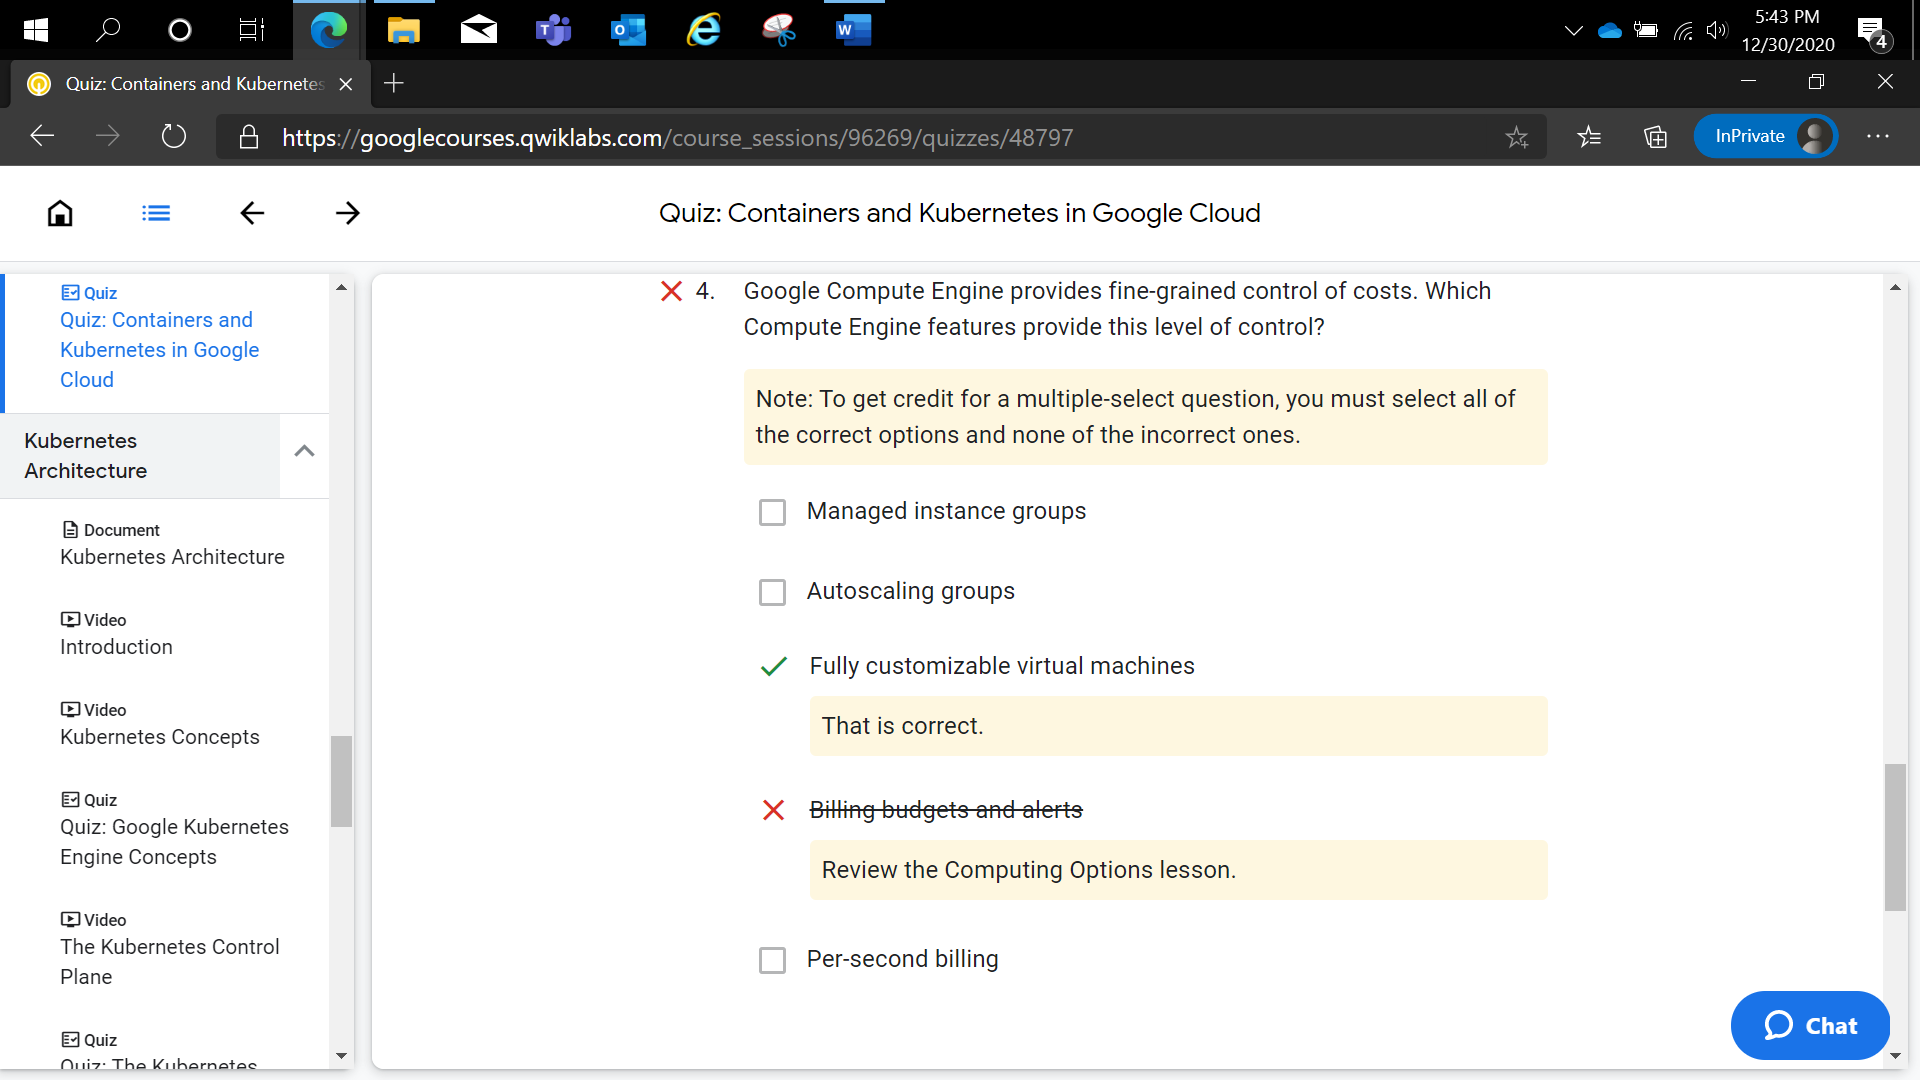 5:43 PM
12/30/2020
4
Quiz: Containers and Kubernetes
https://googlecourses.qwiklabs.com/course_sessions/96269/quizzes/48797
InPrivate
Quiz: Containers and Kubernetes in Google Cloud
Quiz
Quiz: Containers and
Kubernetes in Google
Cloud
Kubernetes
Architecture
Document
Kubernetes Architecture
Video
Introduction
Video
Kubernetes Concepts
Quiz
Quiz: Google Kubernetes
Engine Concepts
Video
The Kubernetes Control
Plane
Quiz
Quiz: The Kubernetes
4. Google Compute Engine provides fine-grained control of costs. Which
Compute Engine features provide this level of control?
Note: To get credit for a multiple-select question, you must select all of
the correct options and none of the incorrect ones.
Managed instance groups
Autoscaling groups
Fully customizable virtual machines
That is correct.
Billing budgets and alerts
Review the Computing Options lesson.
Per-second billing
Chat